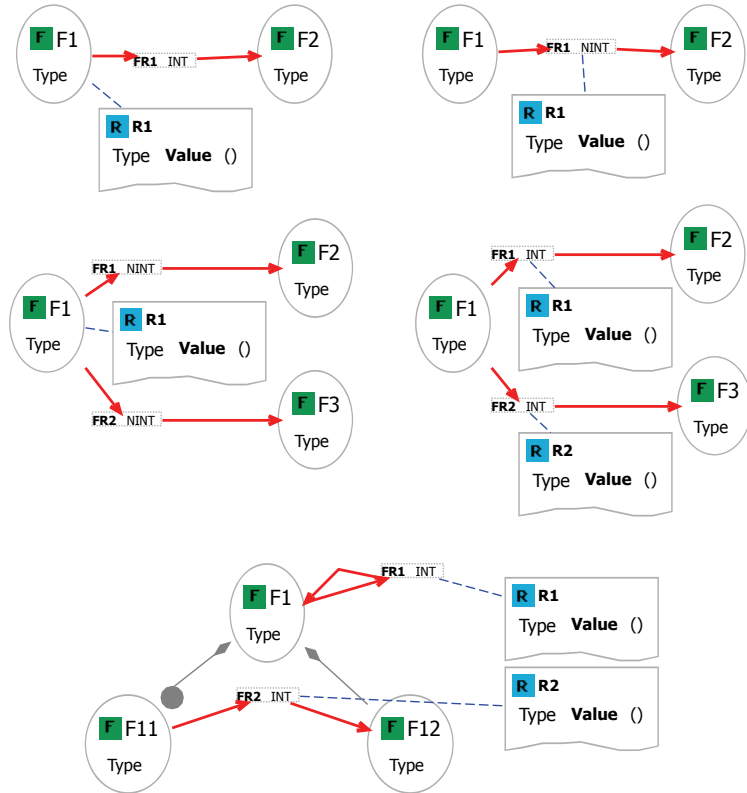 F F1
Type
FR1 INT
F F2
Type
R R1
Type Value ()
F F1
Type
FR1 NINT
F F2
Type
R R1
Type Value ()
F F1
Type
FR1 NINT
F F2
Type
R R1
Type Value ()
FR2 NINT
F F3
Type
F F1
Type
FR1 INT
F F2
Type
R R1
Type Value ()
FR2 INT
F F3
Type
R R2
Type Value ()
F F1
Type
FR1 INT
R R1
Type Value ()
F F11
Type
FR2 INT
F F12
Type
R R2
Type Value ()